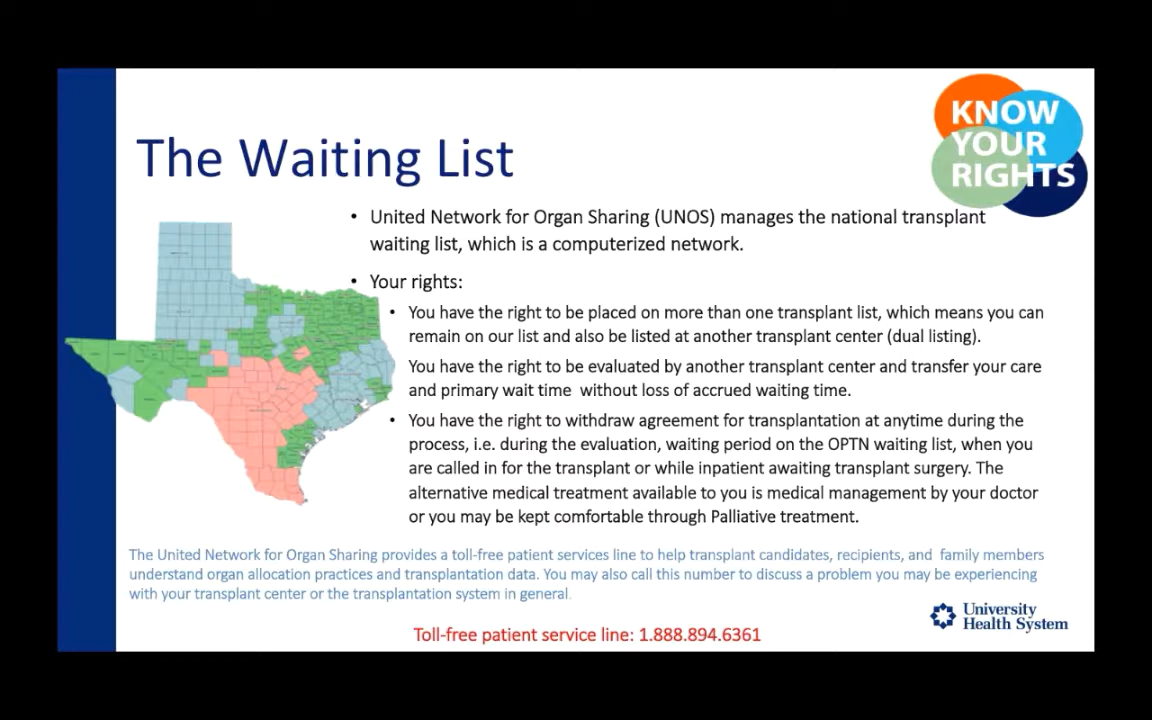 KNOW
YOUR
RIGHTS
The Waiting List
• United Network for Organ Sharing (UNOS) manages the national transplant
waiting list, which is a computerized network.
• Your rights:
• You have the right to be placed on more than one transplant list, which means you can
remain on our list and also be listed at another transplant center (dual listing).
You have the right to be evaluated by another transplant center and transfer your care
and primary wait time without loss of accrued waiting time.
• You have the right to withdraw agreement for transplantation at anytime during the
process, i.e. during the evaluation, waiting period on the OPTN waiting list, when you
are called in for the transplant or while inpatient awaiting transplant surgery. The
alternative medical treatment available to you is medical management by your doctor
or you may be kept comfortable through Palliative treatment.
The United Network for Organ Sharing provides a toll-free patient services line to help transplant candidates, recipients, and family members
understand organ allocation practices and transplantation data. You may also call this number to discuss a problem you may be experiencing
with your transplant center or the transplantation system in general.
University
Health System
Toll-free patient service line: 1.888.894.6361